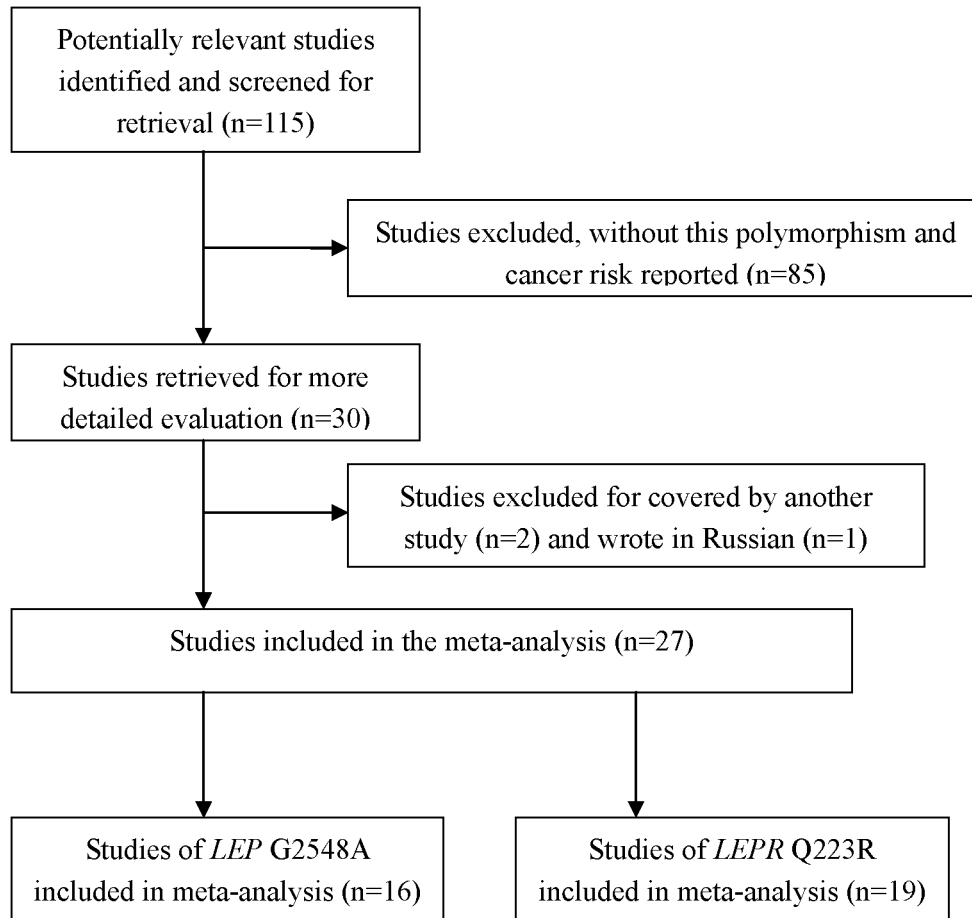 Potentially relevant studies
identified and screened for
retrieval (n=115)
Studies excluded, without this polymorphism and
cancer risk reported (n=85)
Studies retrieved for more
detailed evaluation (n=30)
Studies excluded for covered by another
study (n=2) and wrote in Russian (n=1)
Studies included in the meta-analysis (n=27)
Studies of LEP G2548A
included in meta-analysis (n=16)
Studies of LEPR Q223R
included in meta-analysis (n=19)